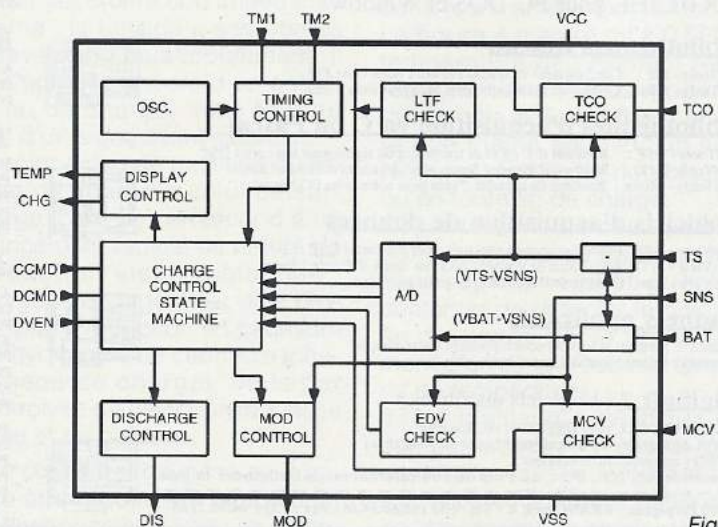 TM1 TM2 VCC
OSC.
TIMING
CONTROL
LTF
CHECK
TCO
CHECK
TCO
TEMP
CHG
DISPLAY
CONTROL
CCMD
DCMD
DVEN
CHARGE
CONTROL
STATE
MACHINE
A/D
(VTS-VSNS)
(VBAT-VSNS)
-
TS
SNS
BAT
DISCHARGE
CONTROL
MOD
CONTROL
EDV
CHECK
MCV
CHECK
MCV
DIS MOD VSS
Fig